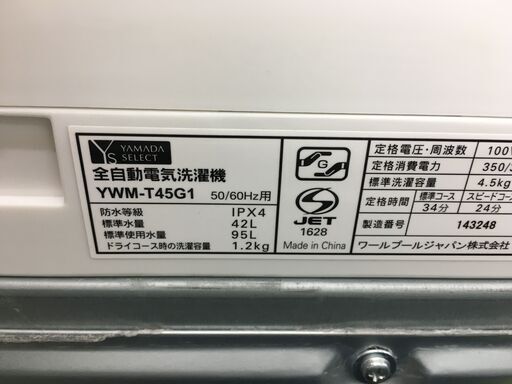 YS YAMADA SELECT
全自動電気洗濯機
YWM-T45G1 50/60Hz用
防水等級 IPX4
標準水量 42L
標準使用水量 95L
ドライコース時の洗濯容量 1.2kg
G
JET
1628
Made in China
定格電圧・周波数 100V
定格消費電力 350/3
標準洗濯容量 4.5kg
定格時間 標準コース スピードコース
34分 24分
製造番号 143248
ワールプールジャパン株式会社